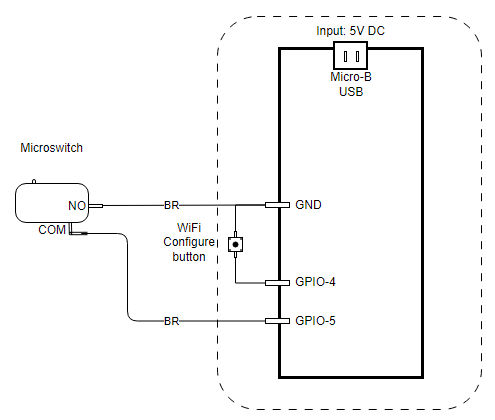 Input: 5V DC
Micro-B
USB
Microswitch
NO
BR
GND
COM
WiFi
Configure
button
GPIO-4
BR
GPIO-5